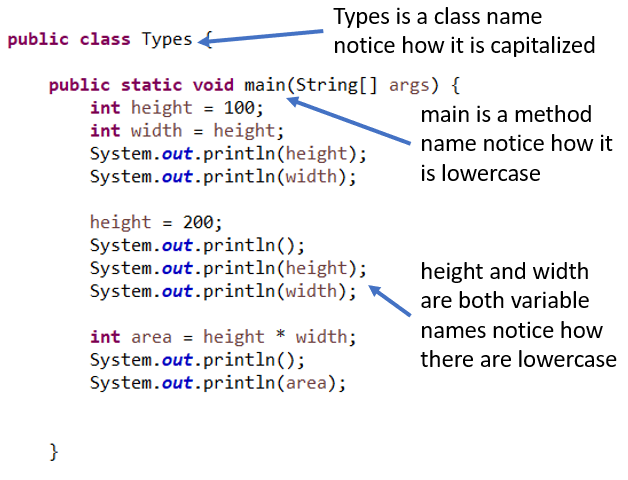 Types is a class name
notice how it is capitalized
public class Types {
public static void main(String[] args) {
int height = 100;
int width = height;
System.out.println(height);
System.out.println(width);
main is a method
name notice how it
is lowercase
height = 200;
System.out.println();
System.out.println(height);
System.out.println(width);
height and width
are both variable
names notice how
there are lowercase
int area = height * width;
System.out.println();
System.out.println(area);
}